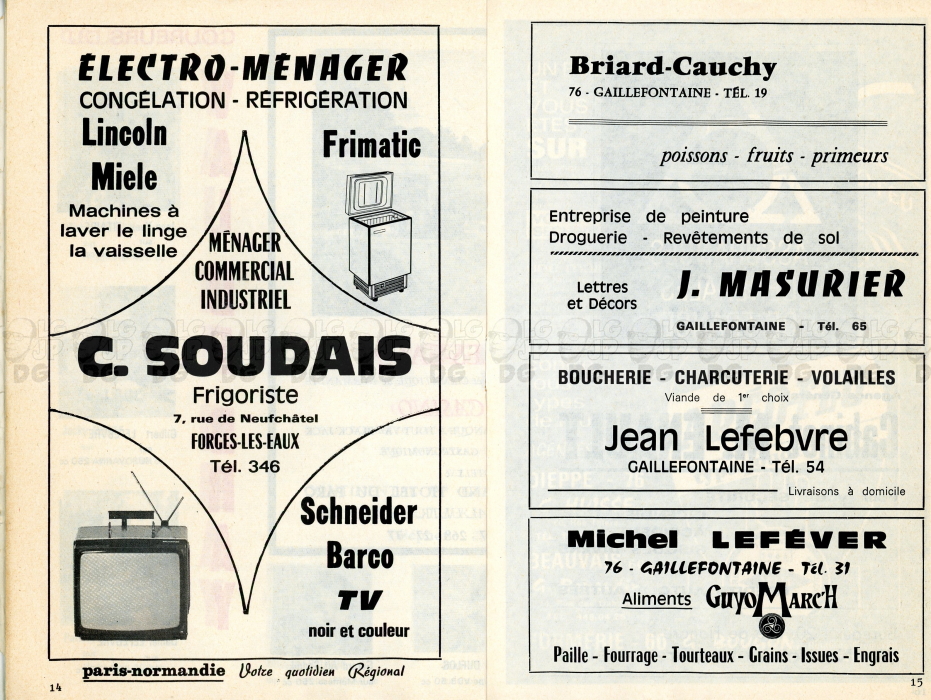 ÉLECTRO-MÉNAGER
CONGÉLATION - RÉFRIGÉRATION
Lincoln
Miele
Machines à
laver le linge
la vaisselle
Frimatic
MÉNAGER
COMMERCIAL
INDUSTRIEL
C. SOUDAIS
Frigoriste
7, rue de Neufchâtel
FORGES-LES-EAUX
Tél. 346
Schneider
Barco
TV
noir et couleur
paris-normandie Votre quotidien Régional
14
Briard-Cauchy
76 - GAILLEFONTAINE - TÉL. 19
poissons - fruits - primeurs
Entreprise de peinture
Droguerie - Revêtements de sol
Lettres
et Décors
J. MASURIER
GAILLEFONTAINE - Tél. 65
BOUCHERIE - CHARCUTERIE - VOLAILLES
Viande de 1er choix
Jean Lefebvre
GAILLEFONTAINE - Tél. 54
Livraisons à domicile
Michel LEFÉVER
76 - GAILLEFONTAINE - Tél. 31
Aliments GUYOMARC'H
Paille - Fourrage - Tourteaux - Grains - Issues - Engrais
15